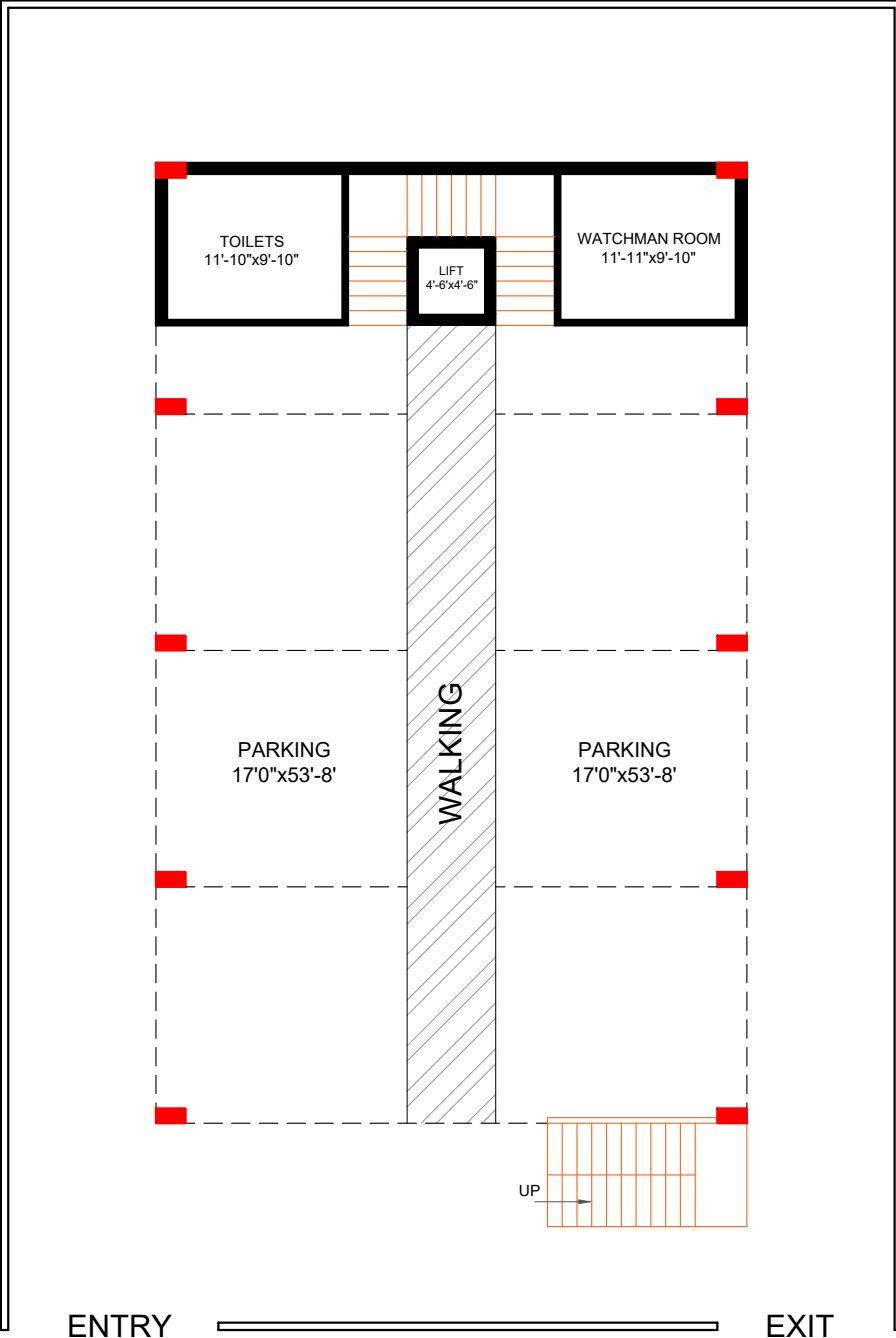 TOILETS
11'-10"x9'-10"
WATCHMAN ROOM
11'-11"x9'-10"
LIFT
4'-6'x4'-6"
WALKING
PARKING
17'0"x53'-8'
PARKING
17'0"x53'-8'
UP
ENTRY
EXIT